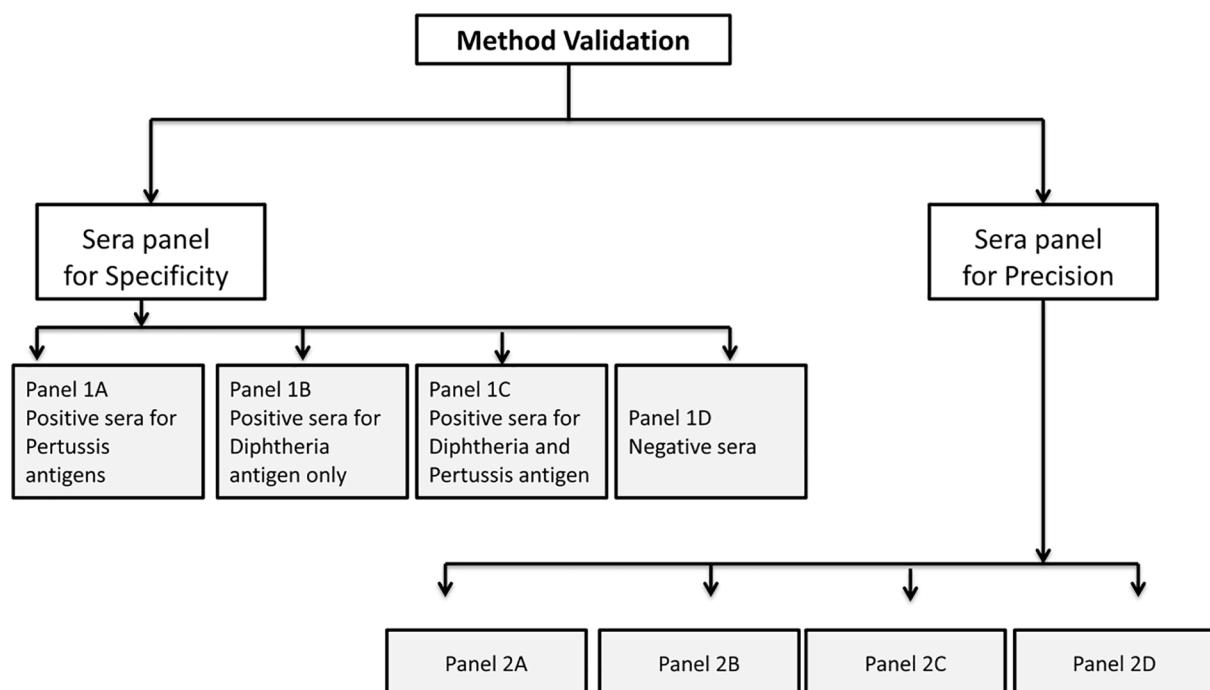 Method Validation
Sera panel
for Specificity
Sera panel
for Precision
Panel 1A
Positive sera for
Pertussis
antigens
Panel 1B
Positive sera for
Diphtheria
antigen only
Panel 1C
Positive sera for
Diphtheria and
Pertussis antigen
Panel 1D
Negative sera
Panel 2A
Panel 2B
Panel 2C
Panel 2D